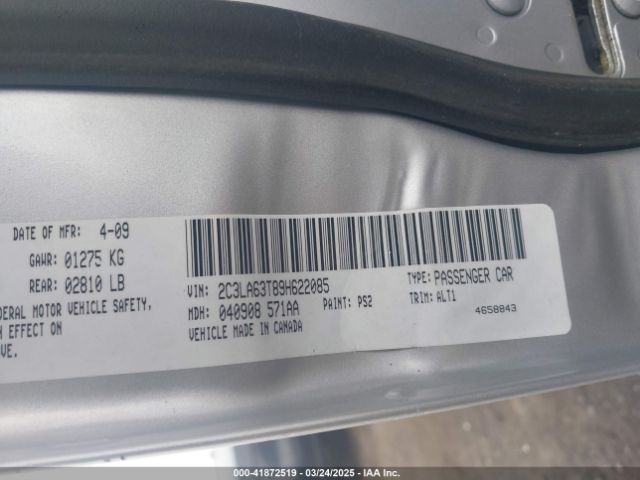 DATE OF MFR: 4-09
GAWR: 01275 KG
REAR: 02810 LB
MOTOR VEHICLE SAFETY,
EFFECT ON
VIN: 2C3LA63T89H622085
TYPE: PASSENGER CAR
MDH: 040908 571AA
PAINT: PS2
TRIM: ALT1
VEHICLE MADE IN CANADA
4658843
000-41872519 - 03/24/2025 - IAA Inc.